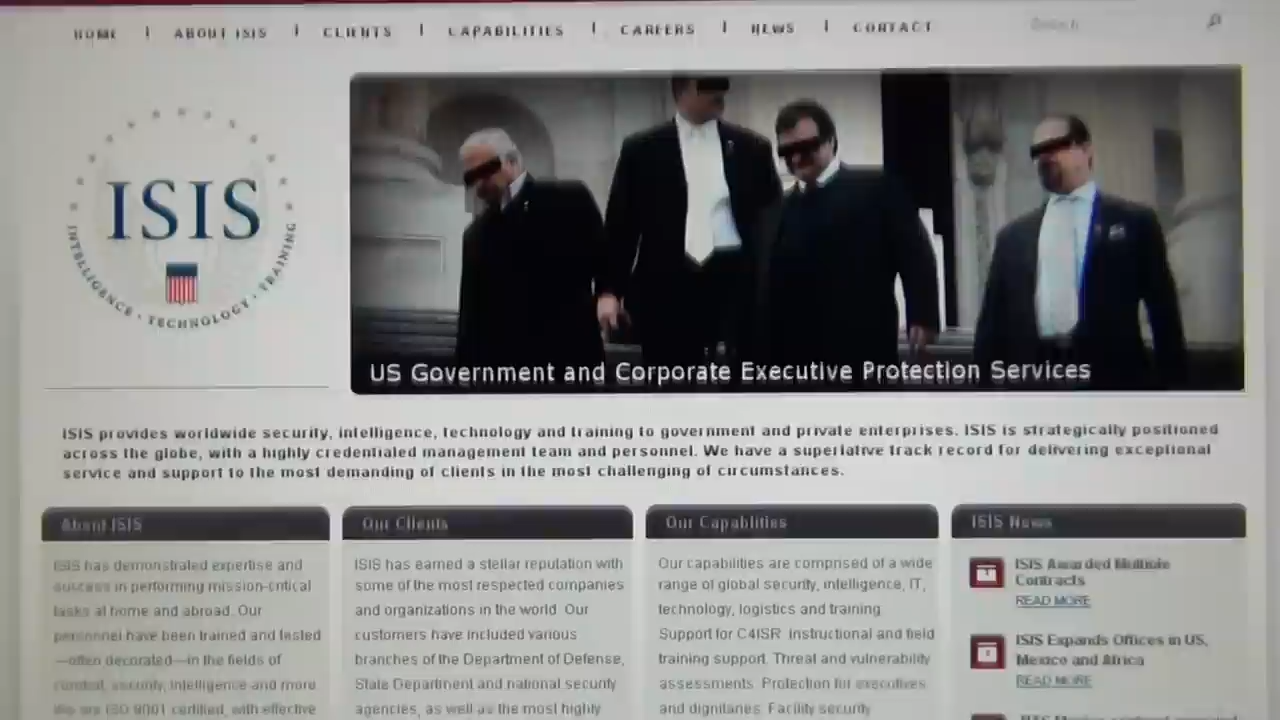 HOME | ABOUT ISIS | CLIENTS | CAPABILITIES | CAREERS | NEWS | CONTACT
Search
ISIS
INTELLIGENCE · TECHNOLOGY · TRAINING
US Government and Corporate Executive Protection Services
ISIS provides worldwide security, intelligence, technology and training to government and private enterprises. ISIS is strategically positioned
across the globe, with a highly credentialed management team and personnel. We have a superlative track record for delivering exceptional
service and support to the most demanding of clients in the most challenging of circumstances.
About ISIS
ISIS has demonstrated expertise and
success in performing mission-critical
tasks at home and abroad. Our
personnel have been trained and tested
—often decorated—in the fields of
combat, security, intelligence and more.
We are ISO 9001 certified, with effective
Our Clients
ISIS has earned a stellar reputation with
some of the most respected companies
and organizations in the world. Our
customers have included various
branches of the Department of Defense,
State Department and national security
agencies, as well as the most highly
Our Capablities
Our capabilities are comprised of a wide
range of global security, intelligence, IT,
technology, logistics and training.
Support for C4ISR. Instructional and field
training support. Threat and vulnerability
assessments. Protection for executives
and dignitaries. Facility security
ISIS News
ISIS Awarded Multiple
Contracts
READ MORE
ISIS Expands Offices in US,
Mexico and Africa
READ MORE